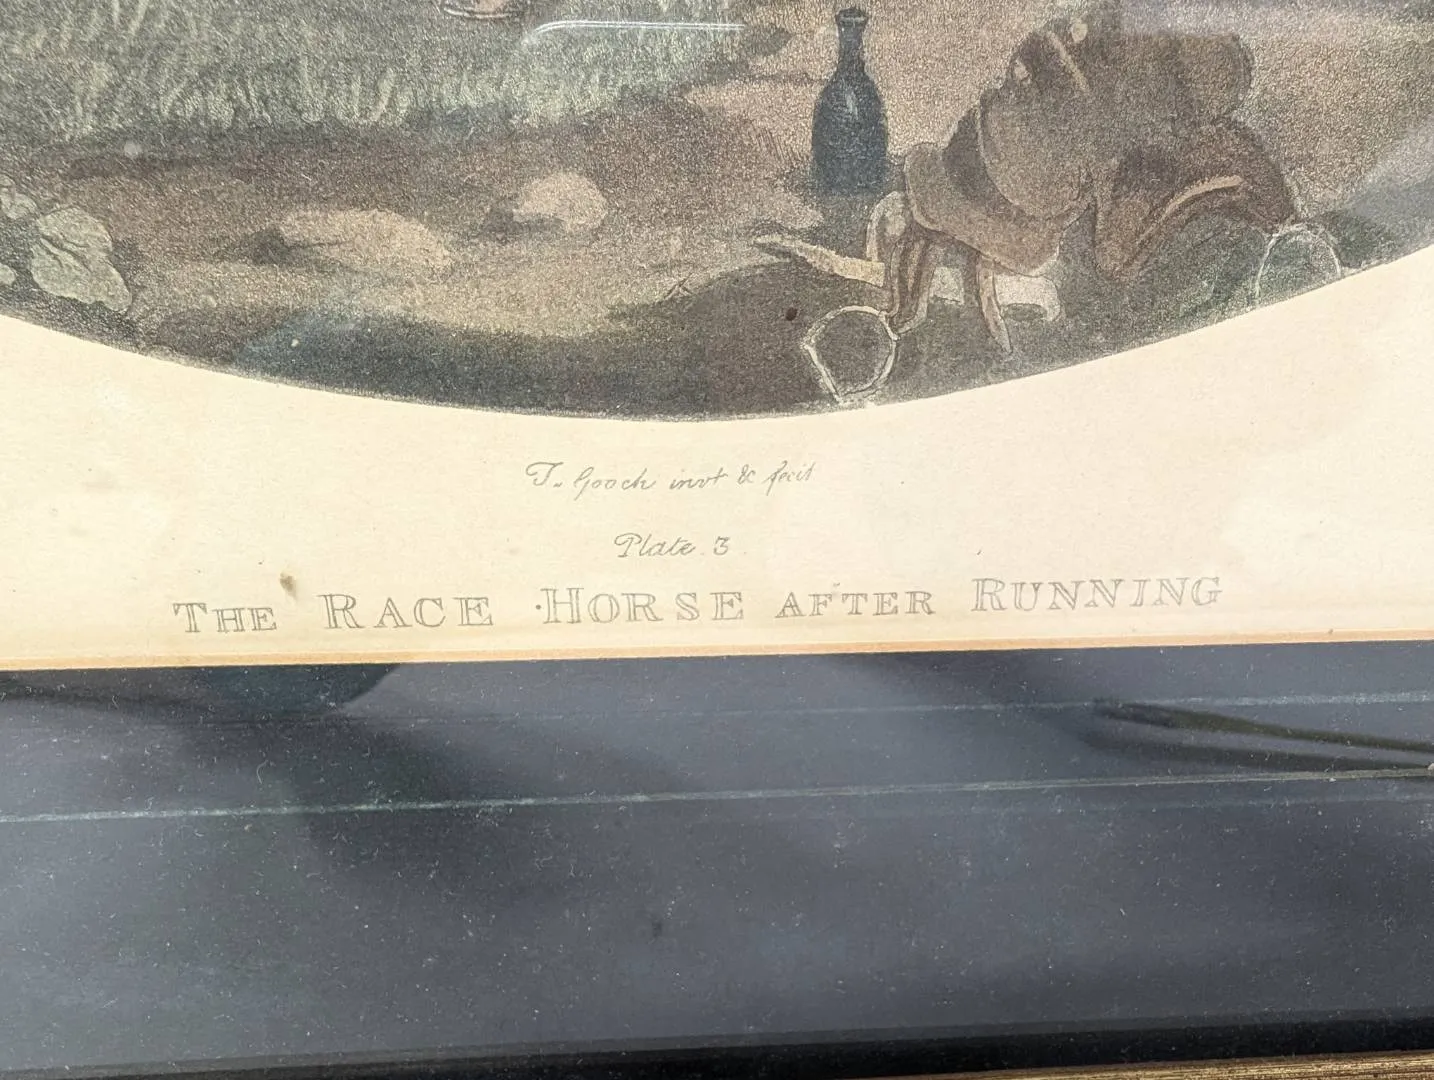 T. Gooch invt & fecit
Plate 3
THE RACE HORSE AFTER RUNNING